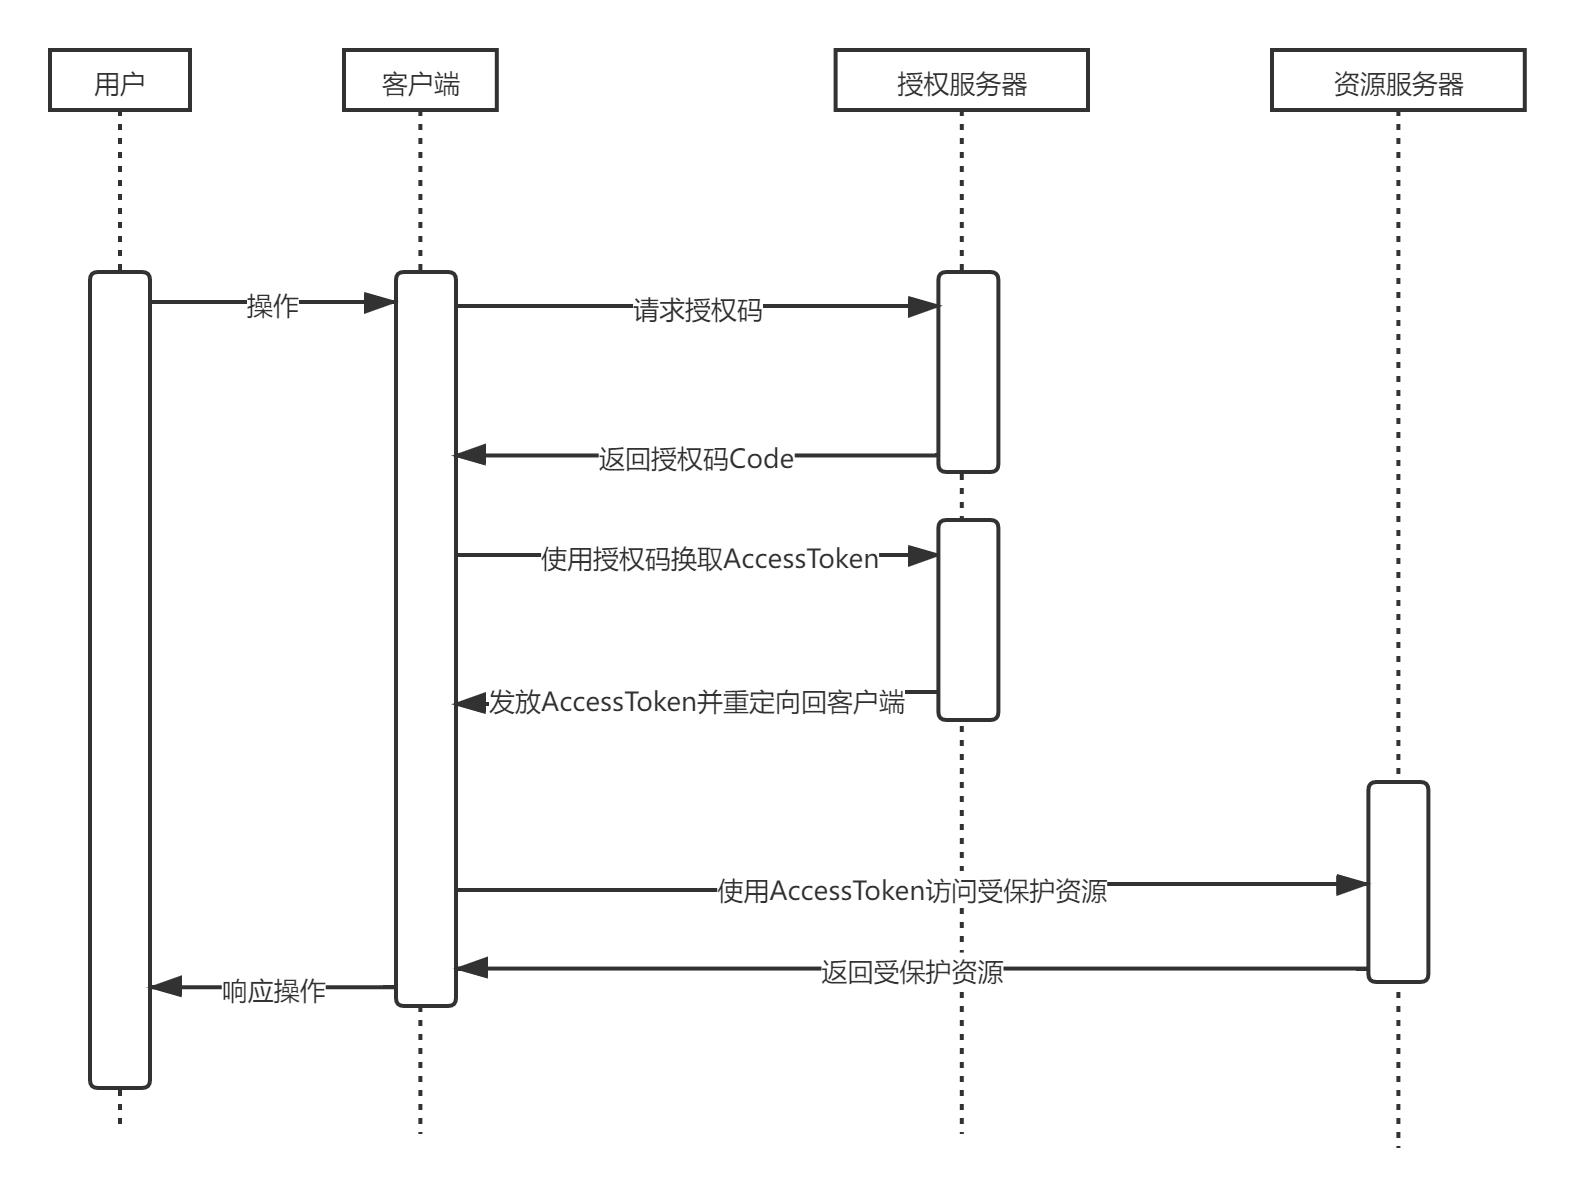 用户
客户端
授权服务器
资源服务器
操作
请求授权码
返回授权码Code
使用授权码换取AccessToken
发放AccessToken并重定向回客户端
使用AccessToken访问受保护资源
返回受保护资源
响应操作